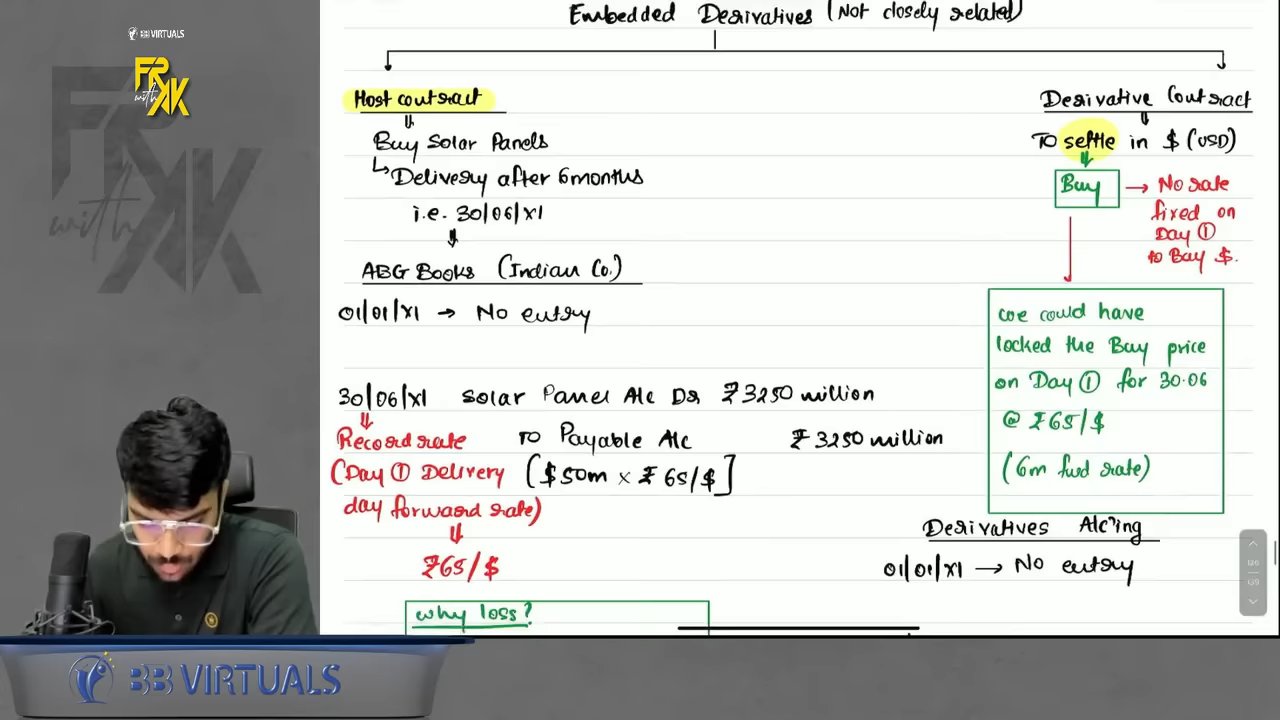 BB VIRTUALS
FR
with
AK
Embedded Derivatives (Not closely related)
Host contract
Buy Solar Panels
Delivery after 6months
i.e. 30/06/X1
ABG Books (Indian Co.)
01/01/X1 → No entry
30/06/X1 Solar Panel A/c Dr ₹3250 million
To Payable A/c ₹3250 million
[$50m × ₹65/$]
Record rate
(Day ① Delivery
day forward rate)
₹65/$
why loss?
Derivative Contract
To settle in $ (USD)
Buy → No rate
fixed on
Day ①
to Buy $.
we could have
locked the Buy price
on Day ① for 30.06
@ ₹65/$
(6m fwd rate)
Derivatives A/c'ing
01/01/X1 → No entry
BB VIRTUALS